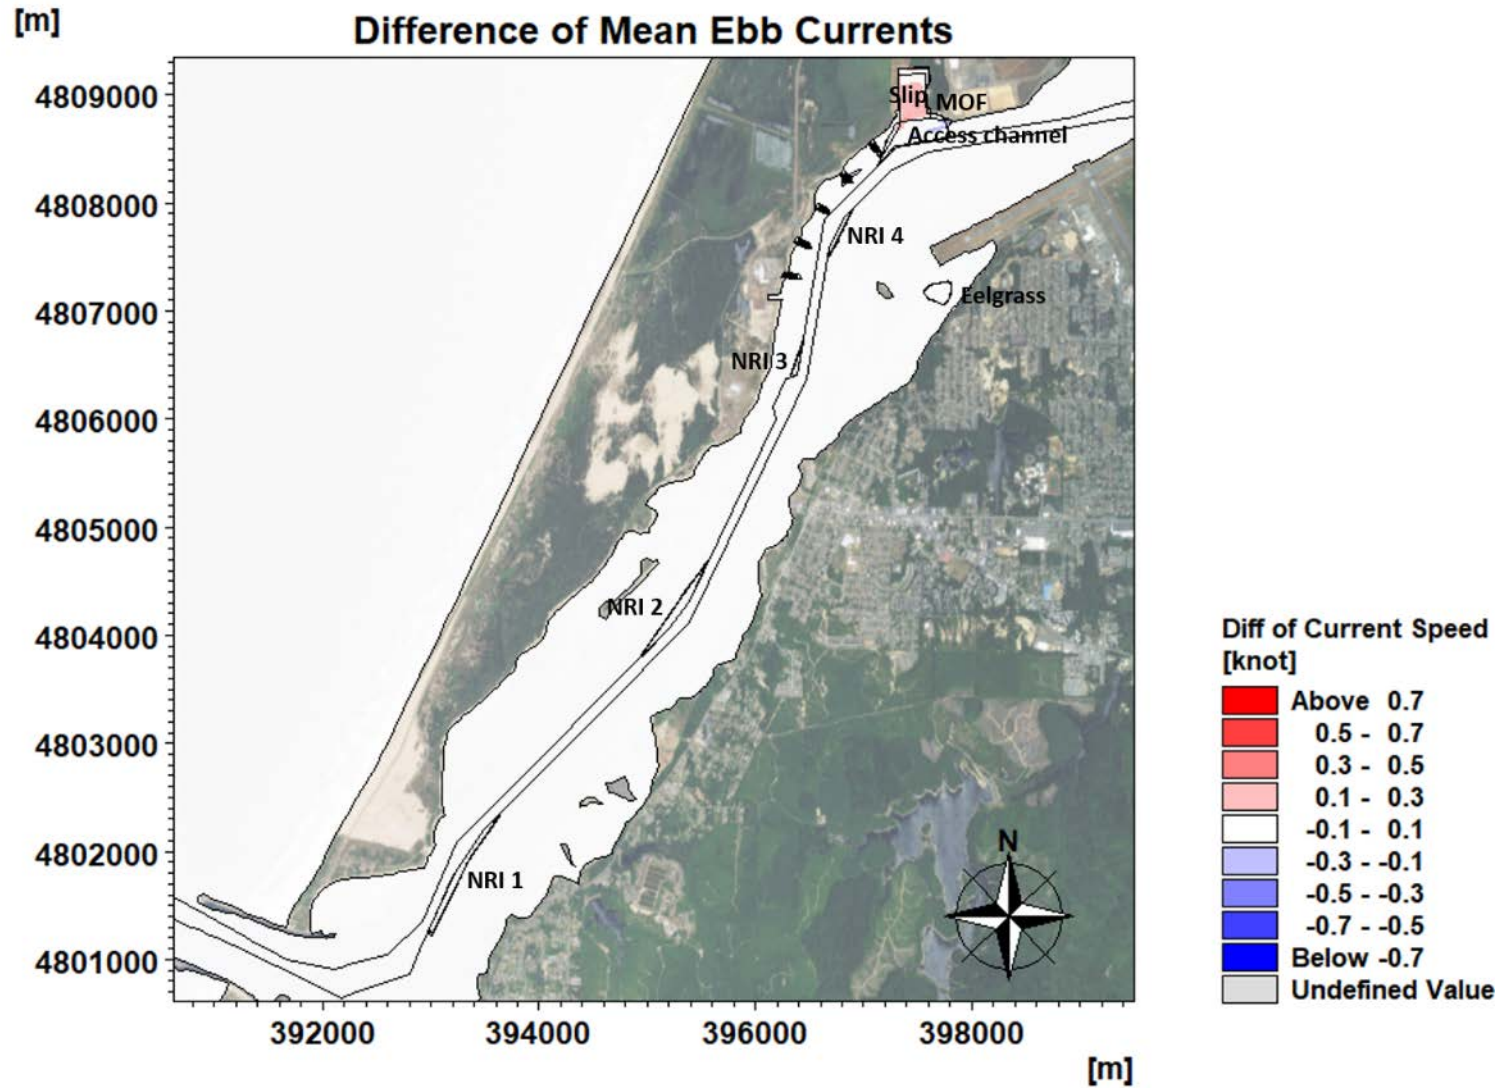 [m]
Difference of Mean Ebb Currents
4809000
4808000
4807000
4806000
4805000
4804000
4803000
4802000
4801000
Slip
MOF
Access channel
NRI 4
Eelgrass
NRI 3
NRI 2
NRI 1
N
392000
394000
396000
398000
[m]
Diff of Current Speed
[knot]
Above 0.7
0.5 - 0.7
0.3 - 0.5
0.1 - 0.3
-0.1 - 0.1
-0.3 - -0.1
-0.5 - -0.3
-0.7 - -0.5
Below -0.7
Undefined Value